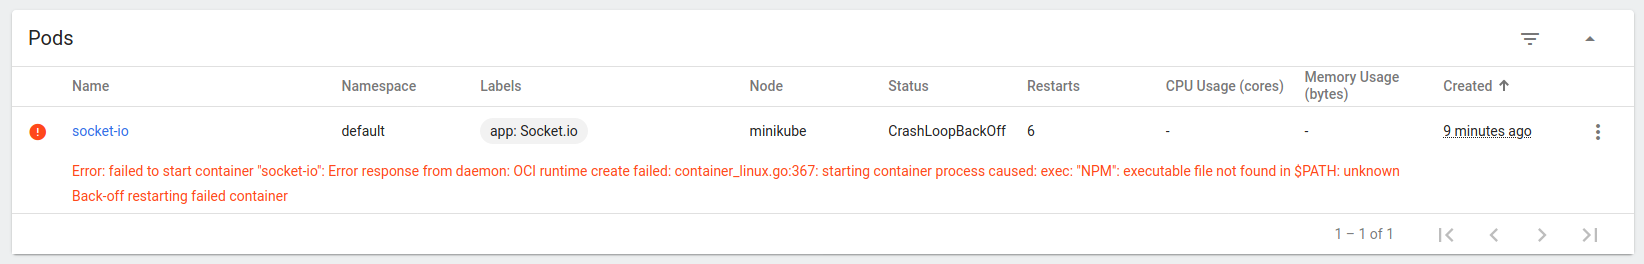 Pods
Name Namespace Labels Node Status Restarts CPU Usage (cores) Memory Usage (bytes) Created
socket-io default app: Socket.io minikube CrashLoopBackOff 6 - - 9 minutes ago
Error: failed to start container "socket-io": Error response from daemon: OCI runtime create failed: container_linux.go:367: starting container process caused: exec: "NPM": executable file not found in $PATH: unknown
Back-off restarting failed container
1 – 1 of 1